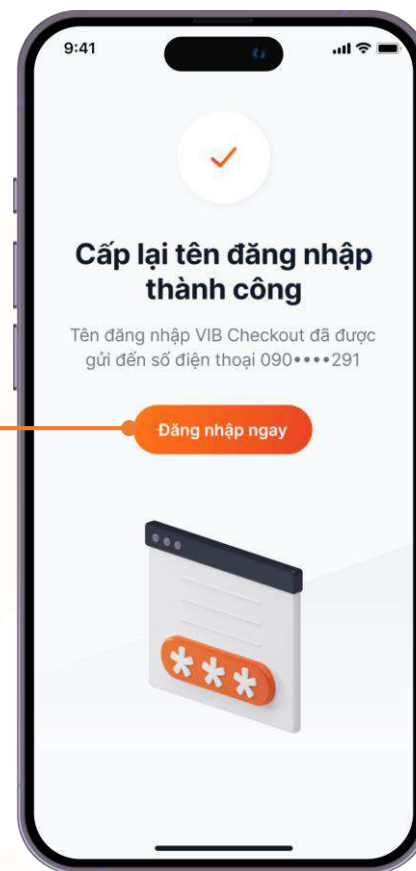 9:41
Cấp lại tên đăng nhập
thành công
Tên đăng nhập VIB Checkout đã được
gửi đến số điện thoại 090••••291
Đăng nhập ngay
***